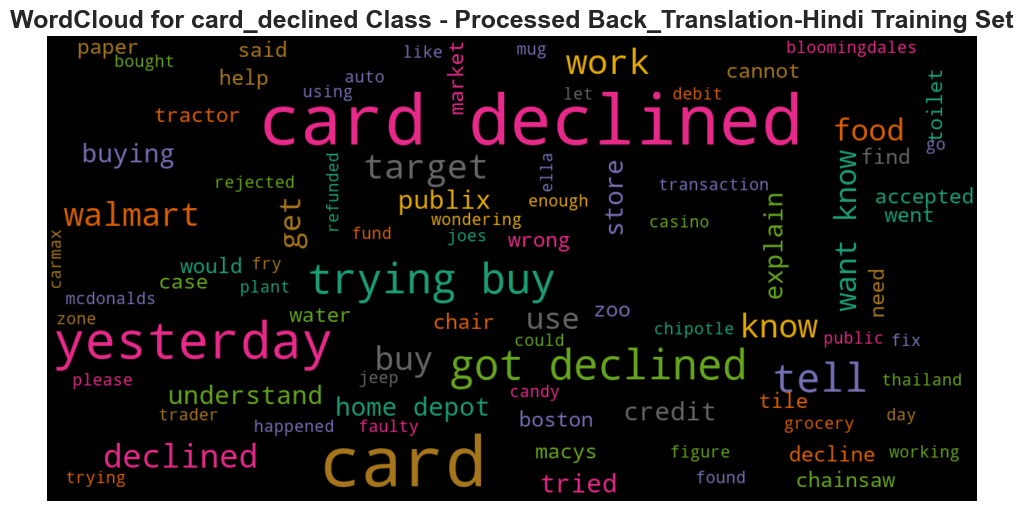 WordCloud for card_declined Class - Processed Back_Translation-Hindi Training Set
paper
said
like
mug
bloomingdales
bought
market
work
help
auto
cannot
using
let
debit
toilet
tractor
card declined
food
go
buying
target
find
want know
rejected
refunded
ella
store
transaction
accepted
publix
enough
walmart
get
wondering
casino
went
fund
joes
wrong
explain
carmax
would
fry
trying buy
need
case
plant
mcdonalds
zoo
zone
water
chair
use
chipotle
know
yesterday
could
public
fix
buy
got declined
please
jeep
tell
thailand
understand
candy
home depot
credit
tile
trader
boston
day
happened
faulty
grocery
declined
card
macys
figure
decline
working
trying
tried
found
chainsaw